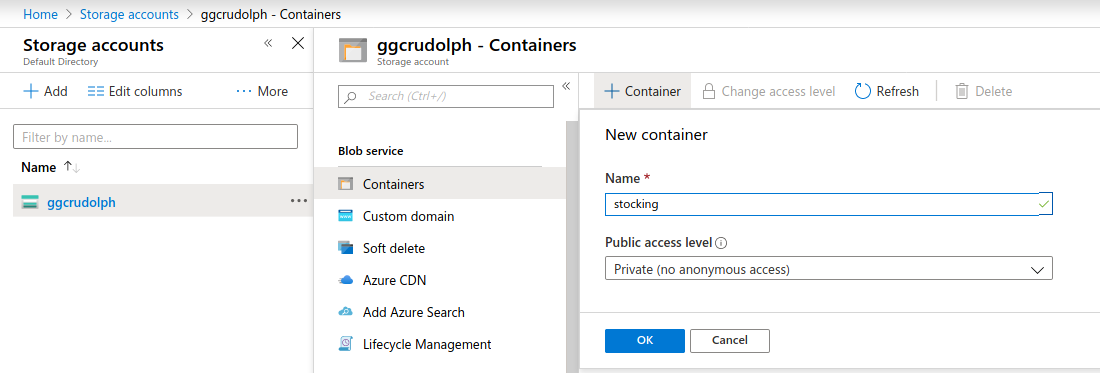 Home > Storage accounts > ggcrudolph - Containers
Storage accounts
Default Directory
Add Edit columns More
Filter by name...
Name
ggcrudolph
ggcrudolph - Containers
Storage account
Search (Ctrl+/)
Blob service
Containers
Custom domain
Soft delete
Azure CDN
Add Azure Search
Lifecycle Management
Container Change access level Refresh Delete
New container
Name *
stocking
Public access level
Private (no anonymous access)
OK Cancel